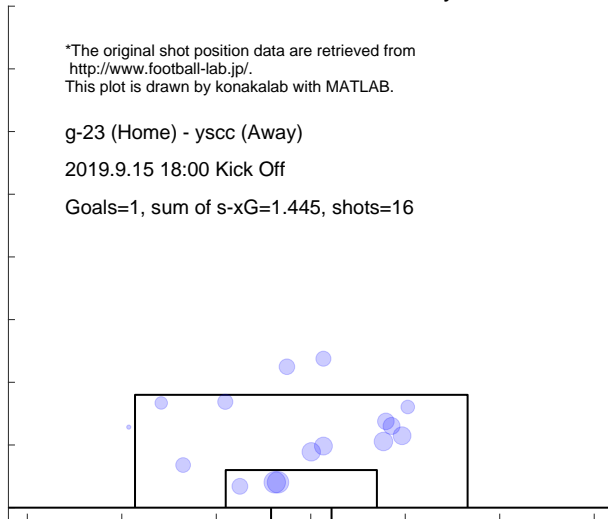 *The original shot position data are retrieved from
http://www.football-lab.jp/.
This plot is drawn by konakalab with MATLAB.
g-23 (Home) - yscc (Away)
2019.9.15 18:00 Kick Off
Goals=1, sum of s-xG=1.445, shots=16